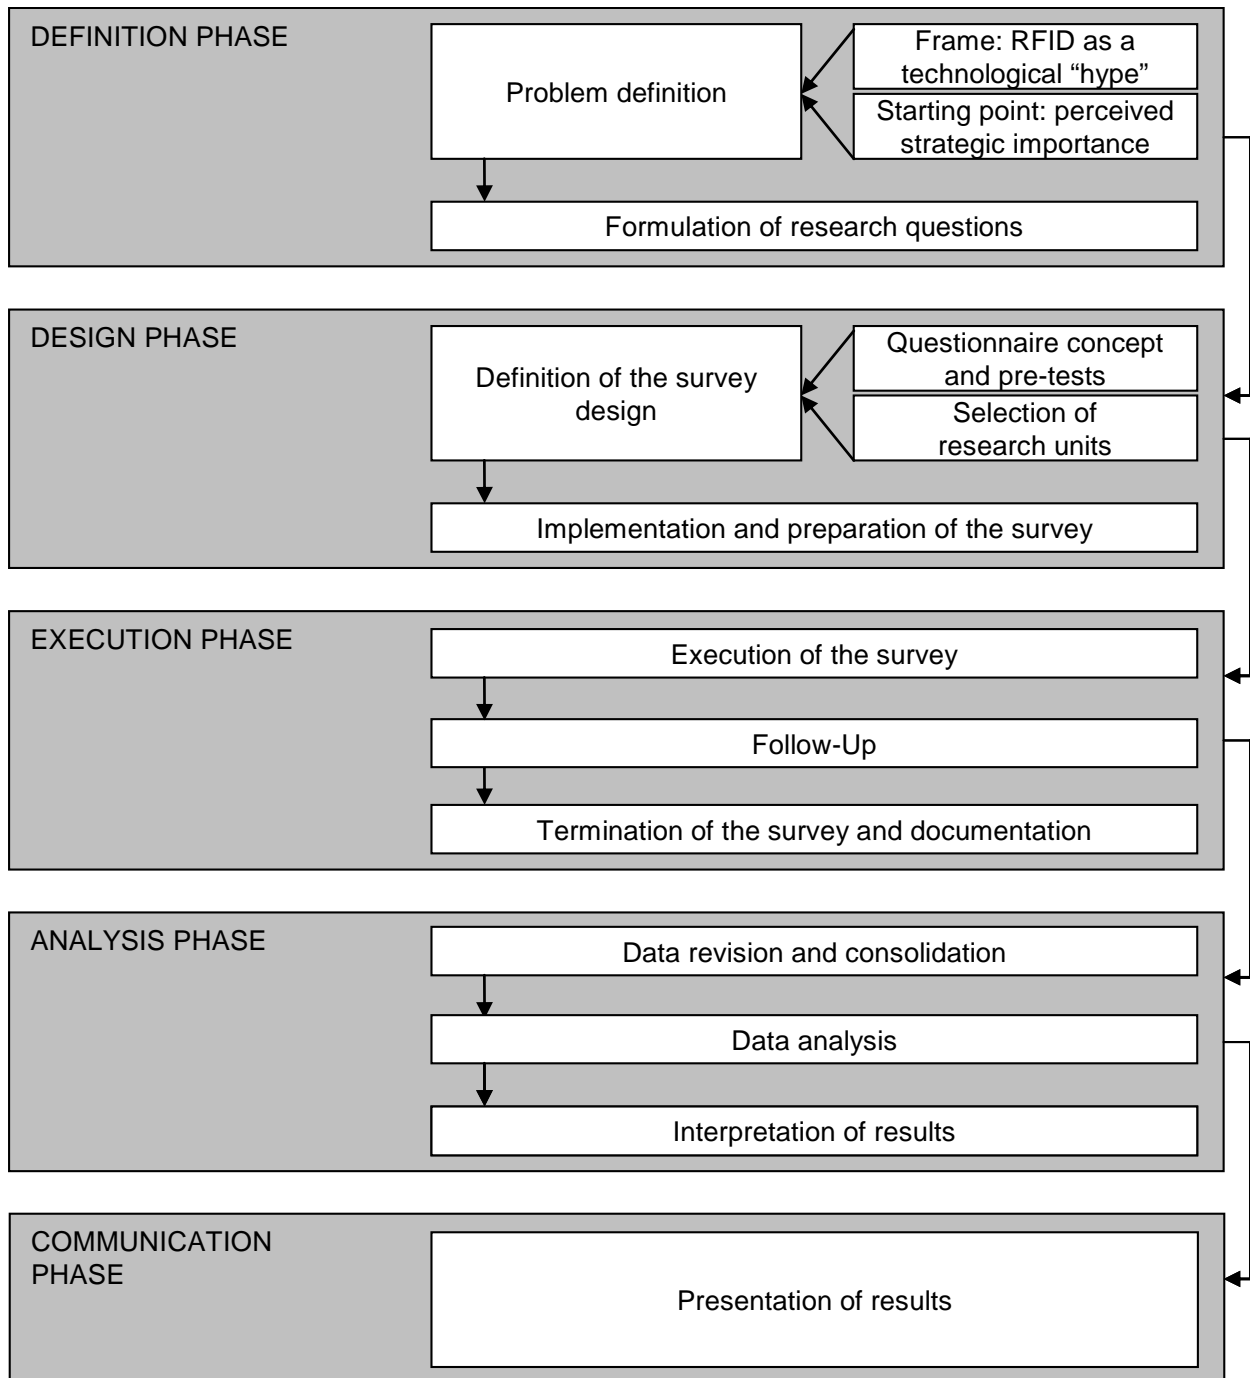 DEFINITION PHASE
Problem definition
Frame: RFID as a
technological “hype”
Starting point: perceived
strategic importance
Formulation of research questions
DESIGN PHASE
Definition of the survey
design
Questionnaire concept
and pre-tests
Selection of
research units
Implementation and preparation of the survey
EXECUTION PHASE
Execution of the survey
Follow-Up
Termination of the survey and documentation
ANALYSIS PHASE
Data revision and consolidation
Data analysis
Interpretation of results
COMMUNICATION
PHASE
Presentation of results